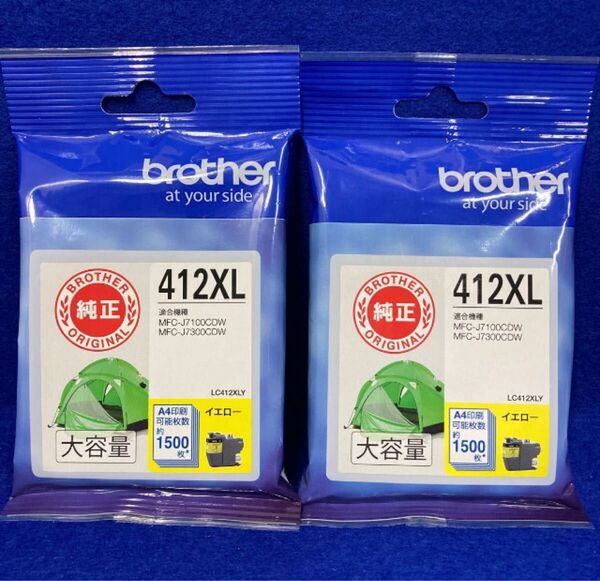 brother
at your side
BROTHER
純正
ORIGINAL
412XL
適合機種
MFC-J7100CDW
MFC-J7300CDW
LC412XLY
大容量
A4印刷
可能枚数
約
1500
枚*
イエロー
brother
at your side
BROTHER
純正
ORIGINAL
412XL
適合機種
MFC-J7100CDW
MFC-J7300CDW
LC412XLY
大容量
A4印刷
可能枚数
約
1500
枚*
イエロー